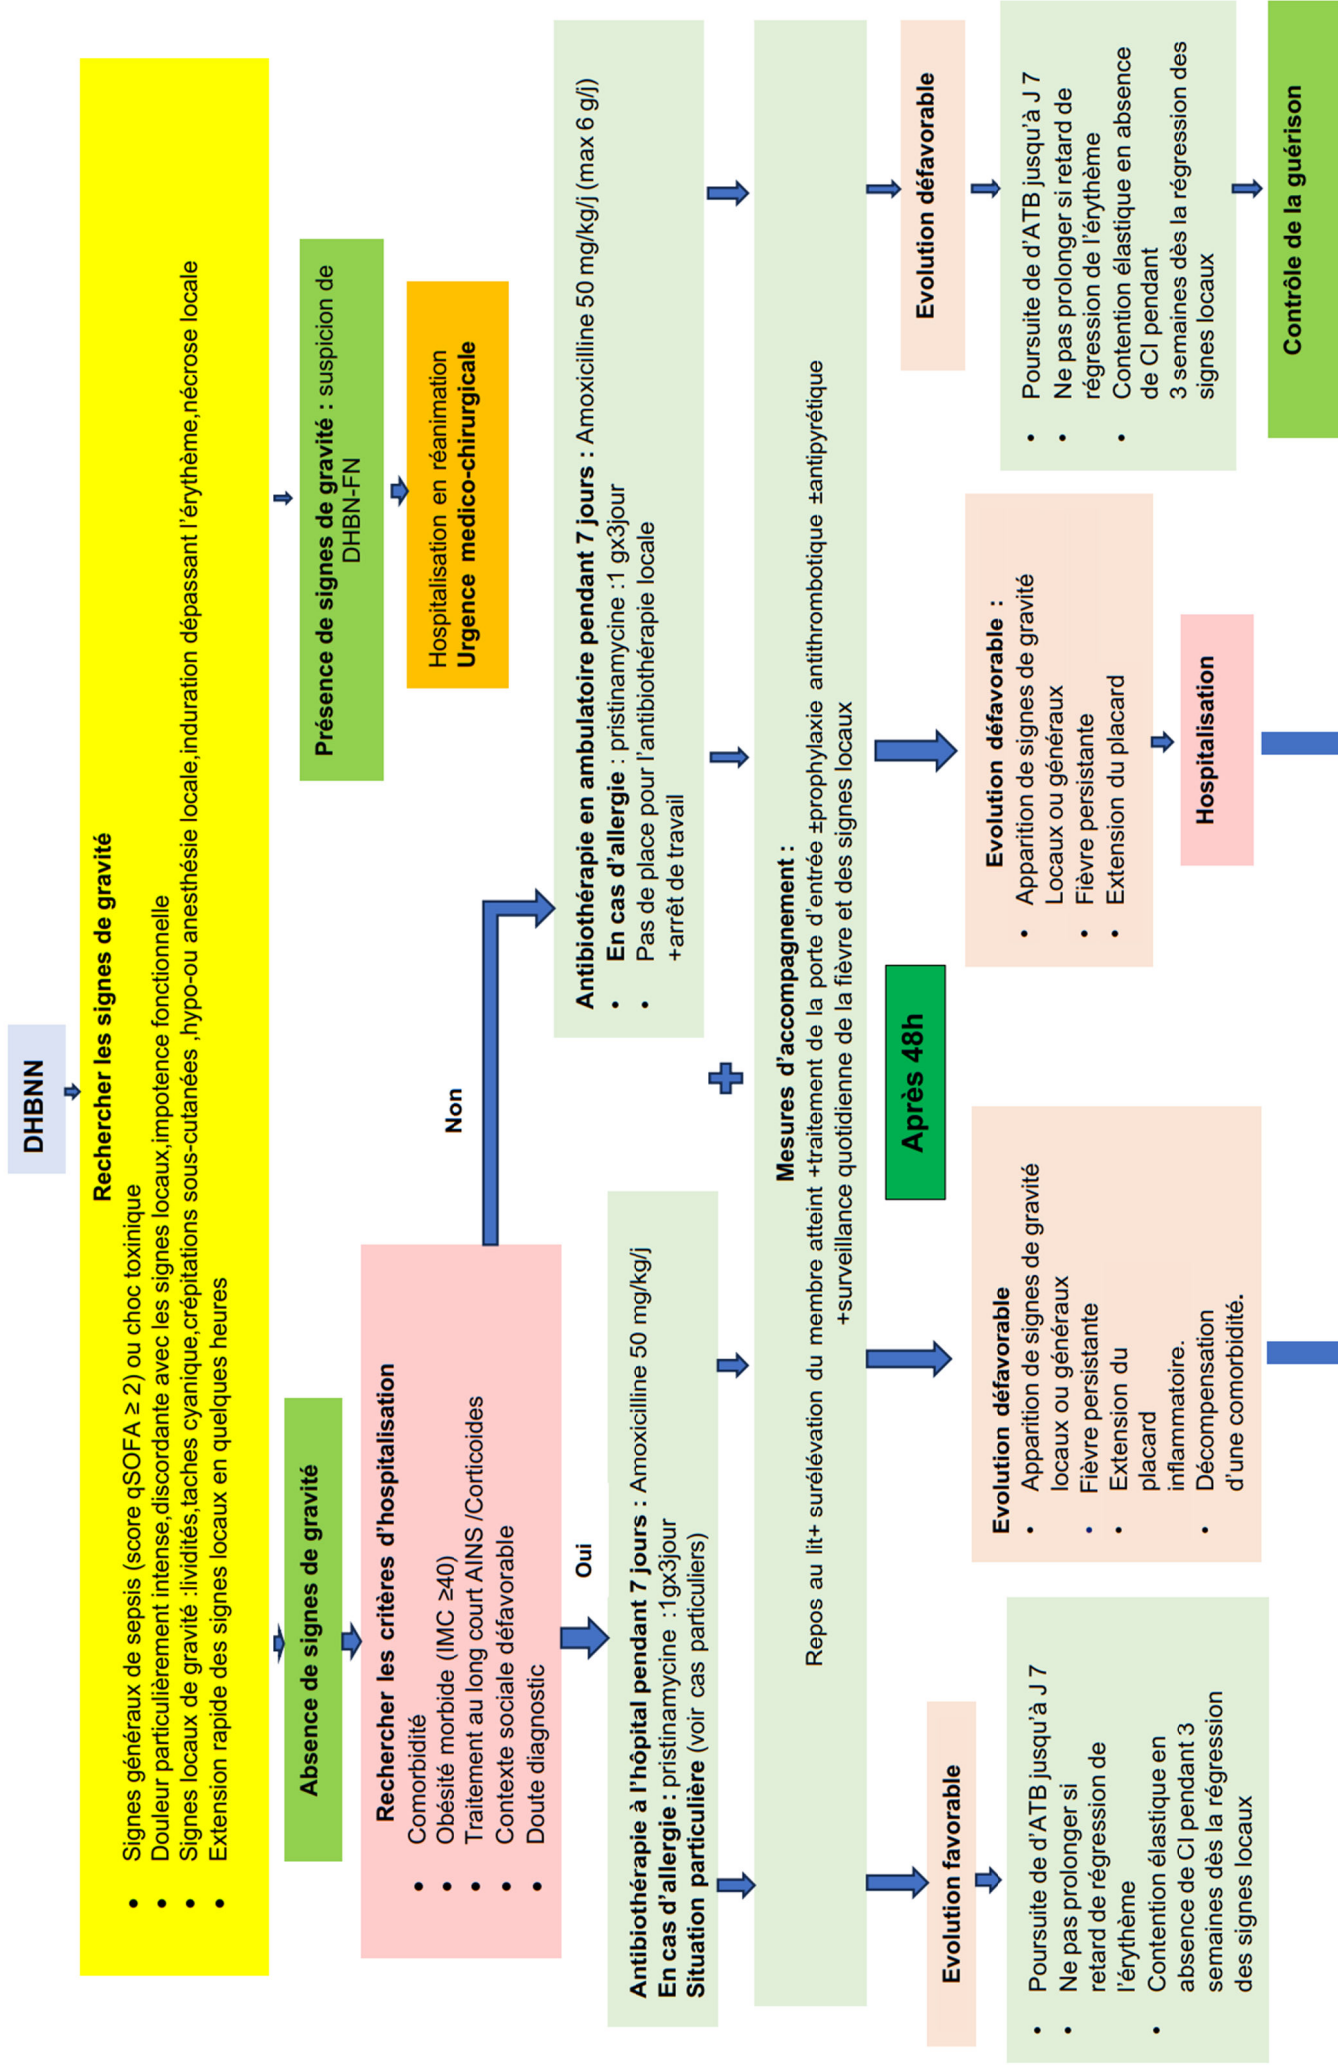 DHBNN
Rechercher les signes de gravité
• Signes généraux de sepsis (score qSOFA ≥ 2) ou choc toxinique
• Douleur particulièrement intense,discordante avec les signes locaux,impotence fonctionnelle
• Signes locaux de gravité :lividités,taches cyanique,crépitations sous-cutanées ,hypo-ou anesthésie locale,induration dépassant l'érythème,nécrose locale
• Extension rapide des signes locaux en quelques heures
Absence de signes de gravité
Présence de signes de gravité : suspicion de
DHBN-FN
Hospitalisation en réanimation
Urgence medico-chirurgicale
Rechercher les critères d'hospitalisation
• Comorbidité
• Obésité morbide (IMC ≥40)
• Traitement au long court AINS /Corticoides
• Contexte sociale défavorable
• Doute diagnostic
Non
Oui
Antibiothérapie à l'hôpital pendant 7 jours : Amoxicilline 50 mg/kg/j
En cas d'allergie : pristinamycine :1gx3jour
Situation particulière (voir cas particuliers)
Antibiothérapie en ambulatoire pendant 7 jours : Amoxicilline 50 mg/kg/j (max 6 g/j)
• En cas d'allergie : pristinamycine :1 gx3jour
• Pas de place pour l'antibiothérapie locale
+arrêt de travail
Mesures d'accompagnement :
Repos au lit+ surélévation du membre atteint +traitement de la porte d'entrée ±prophylaxie antithrombotique ±antipyrétique
+surveillance quotidienne de la fièvre et des signes locaux
Après 48h
Evolution favorable
• Poursuite de d'ATB jusqu'à J 7
• Ne pas prolonger si
retard de régression de
l'érythème
• Contention élastique en
absence de CI pendant 3
semaines dès la régression
des signes locaux
Evolution défavorable
• Apparition de signes de gravité
locaux ou généraux
• Fièvre persistante
• Extension du
placard
inflammatoire.
• Décompensation
d'une comorbidité.
Evolution défavorable :
• Apparition de signes de gravité
Locaux ou généraux
• Fièvre persistante
• Extension du placard
Hospitalisation
Evolution défavorable
• Poursuite de d'ATB jusqu'à J 7
• Ne pas prolonger si retard de
régression de l'érythème
• Contention élastique en absence
de CI pendant
3 semaines dès la régression des
signes locaux
Contrôle de la guérison